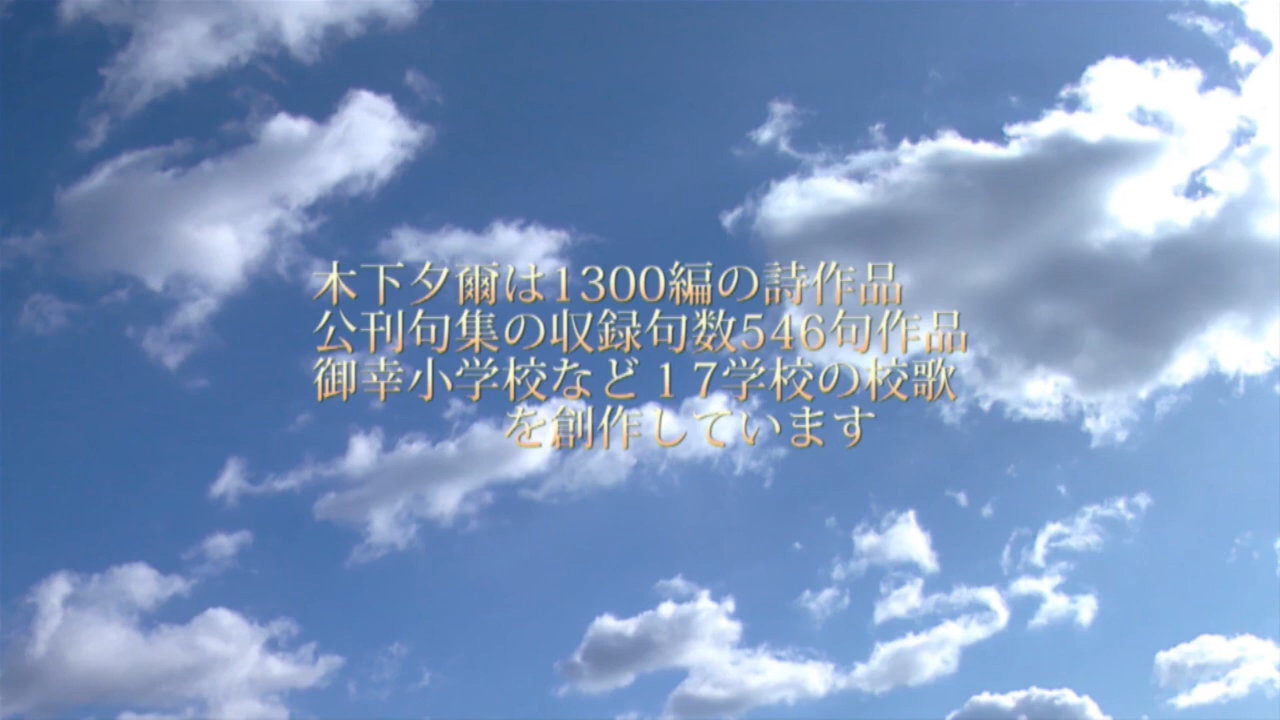 木下夕爾は1300編の詩作品
公刊句集の収録句数546句作品
御幸小学校など１７学校の校歌
を創作しています